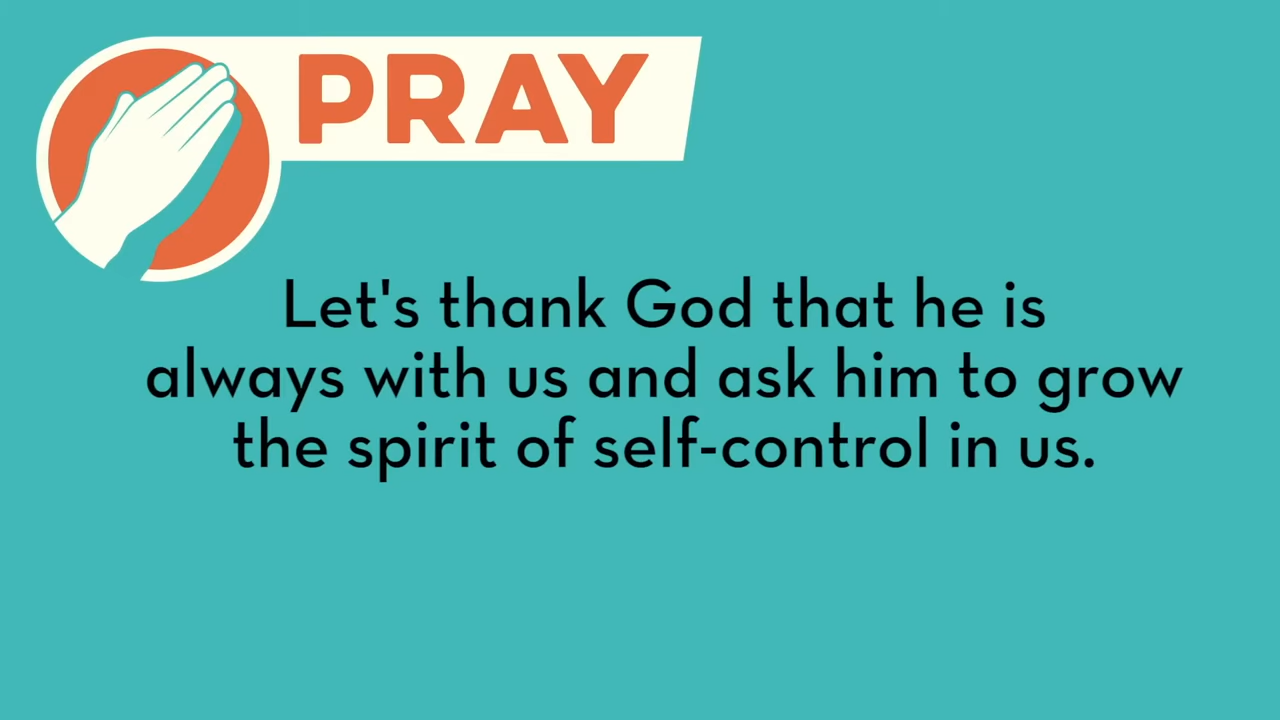 PRAY
Let's thank God that he is
always with us and ask him to grow
the spirit of self-control in us.